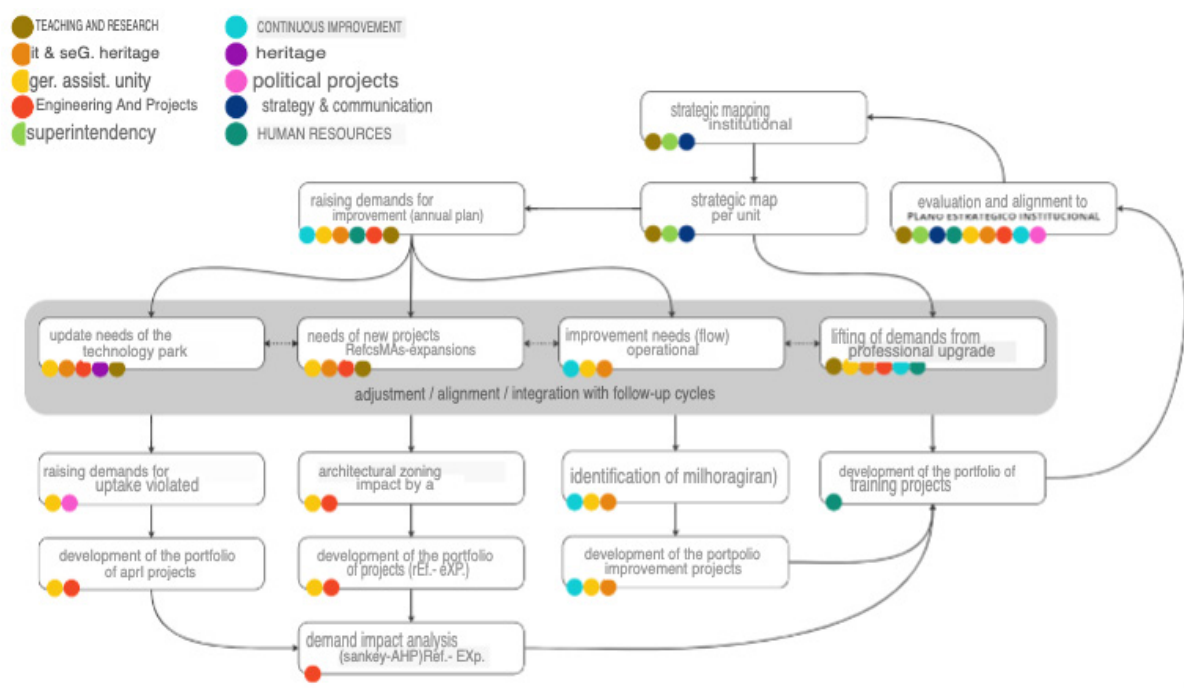 TEACHING AND RESEARCH
it & seG. heritage
ger. assist. unity
Engineering And Projects
superintendency
CONTINUOUS IMPROVEMENT
heritage
political projects
strategy & communication
HUMAN RESOURCES
strategic mapping
institutional
raising demands for
improvement (annual plan)
strategic map
per unit
evaluation and alignment to
PLANO ESTRATEGICO INSTITUCIONAL
update needs of the
technology park
needs of new projects
RefcsMAs-expansions
improvement needs (flow)
operational
lifting of demands from
professional upgrade
adjustment / alignment / integration with follow-up cycles
raising demands for
uptake violated
architectural zoning
impact by a
identification of milhoragiran)
development of the portfolio of
training projects
development of the portfolio
of aprI projects
development of the portfolio
of projects (rEf.- eXP.)
development of the portpolio
improvement projects
demand impact analysis
(sankey-AHP)Ref.- EXp.